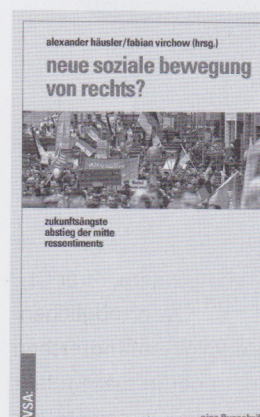 alexander häusler/fabian virchow (hrsg.)
neue soziale bewegung
von rechts?
zukunftsängste
abstieg der mitte
ressentiments
VSA: